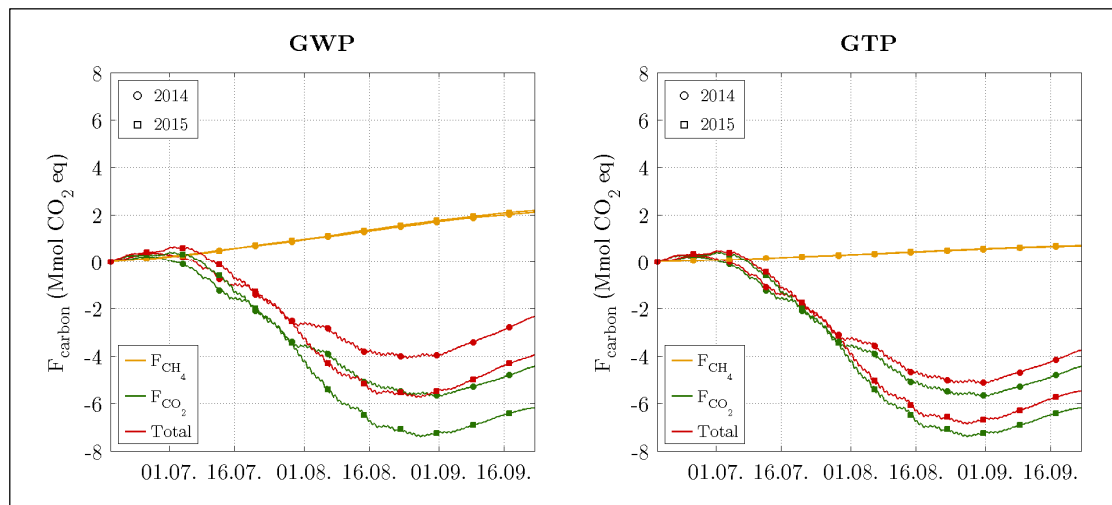 GWP
F_carbon (Mmol CO_2 eq)
8
6
4
2
0
-2
-4
-6
-8
2014
2015
F_CH_4
F_CO_2
Total
01.07. 16.07. 01.08. 16.08. 01.09. 16.09.
GTP
F_carbon (Mmol CO_2 eq)
8
6
4
2
0
-2
-4
-6
-8
2014
2015
F_CH_4
F_CO_2
Total
01.07. 16.07. 01.08. 16.08. 01.09. 16.09.